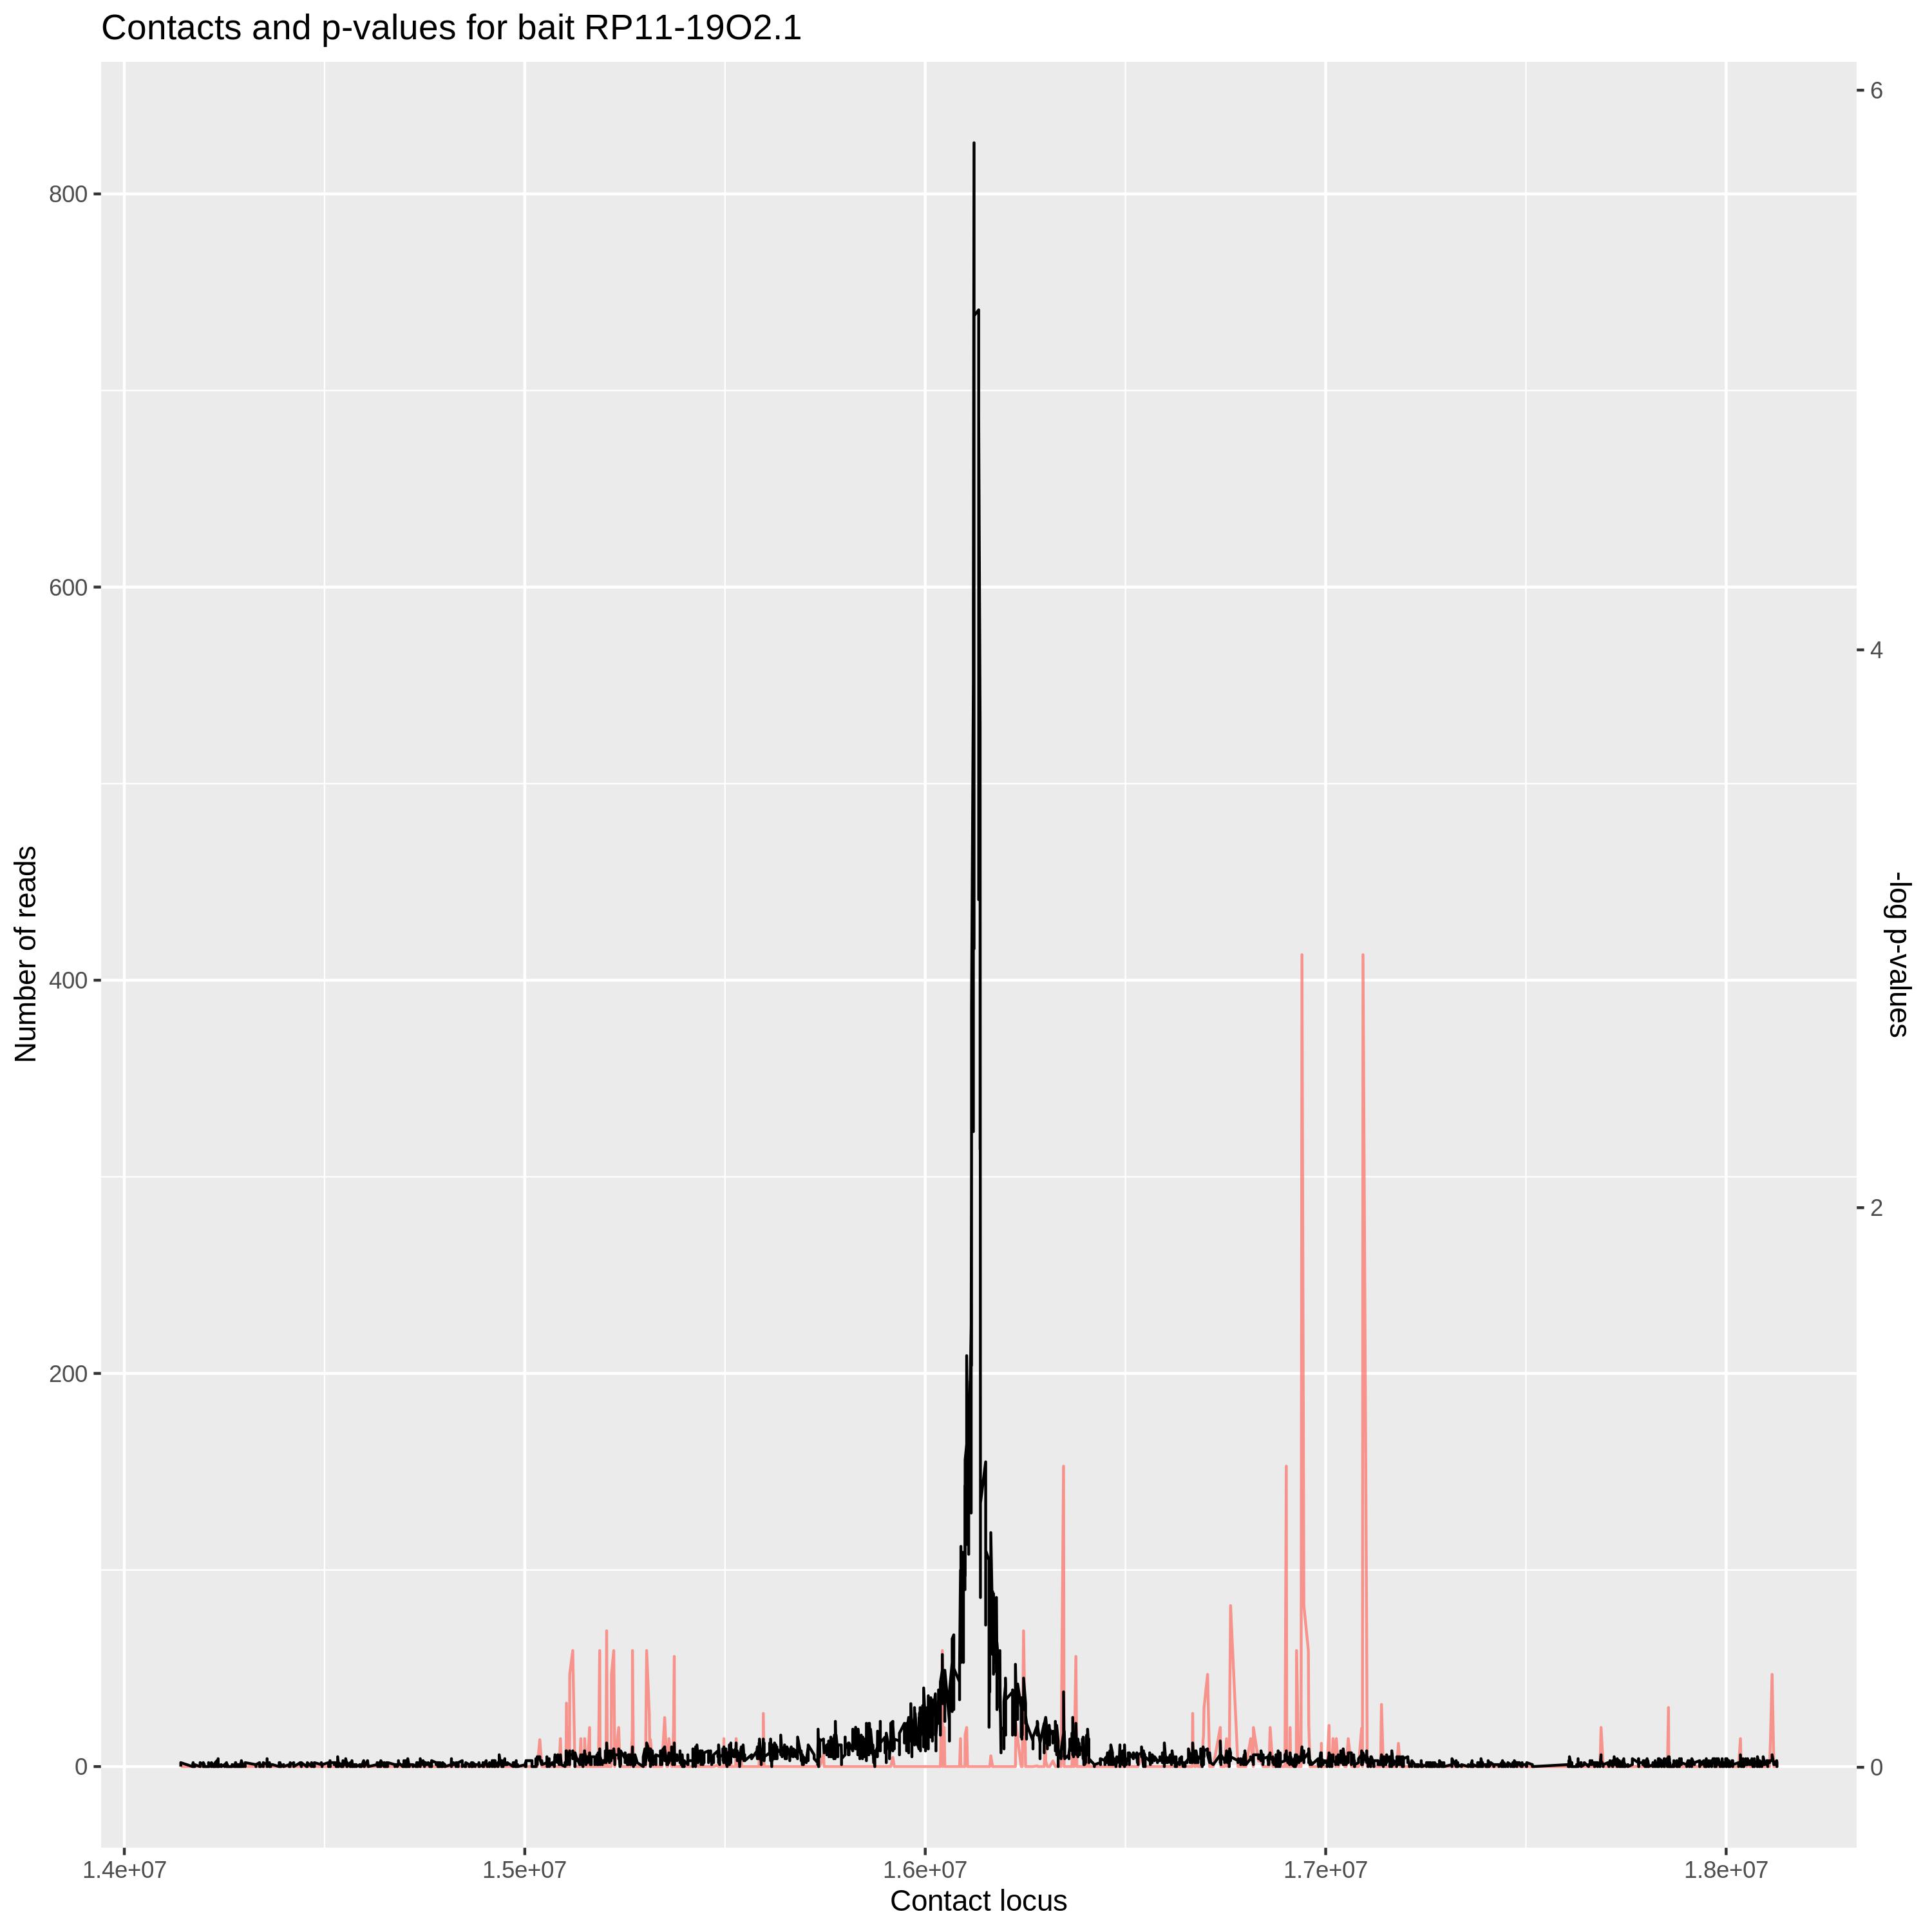 Contacts and p-values for bait RP11-19O2.1
800
600
400
200
0
Number of reads
6
4
2
0
-log p-values
1.4e+07
1.5e+07
1.6e+07
1.7e+07
1.8e+07
Contact locus